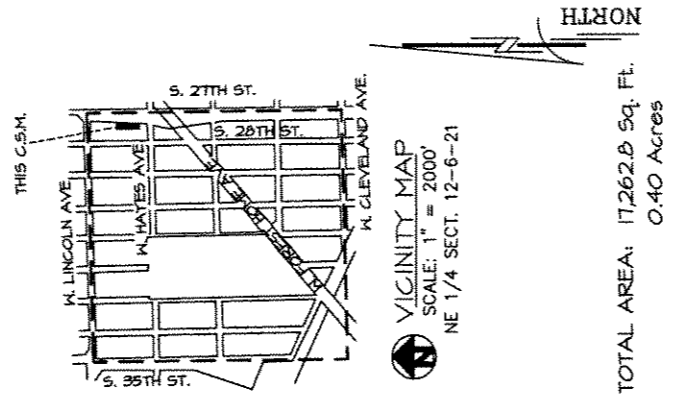 THIS C.S.M.
W. LINCOLN AVE.
W. HAYES AVE.
S. 27TH ST.
S. 28TH ST.
S. 35TH ST.
W. CLEVELAND AVE.
N
VICINITY MAP
SCALE: 1" = 2000'
NE 1/4 SECT. 12-6-21
NORTH
TOTAL AREA: 17,262.8 Sq. Ft.
0.40 Acres